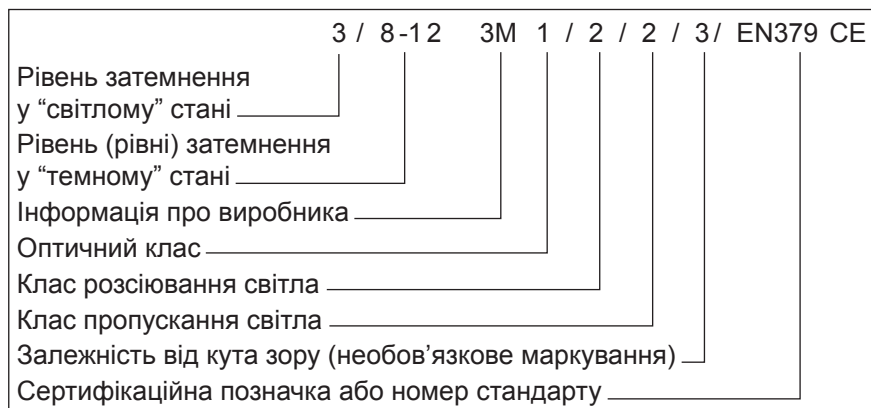 3 / 8-12 3M 1 / 2 / 2 / 3/ EN379 CE
Рівень затемнення
у “світлому” стані
Рівень (рівні) затемнення
у “темному” стані
Інформація про виробника
Оптичний клас
Клас розсіювання світла
Клас пропускання світла
Залежність від кута зору (необов’язкове маркування)
Сертифікаційна позначка або номер стандарту